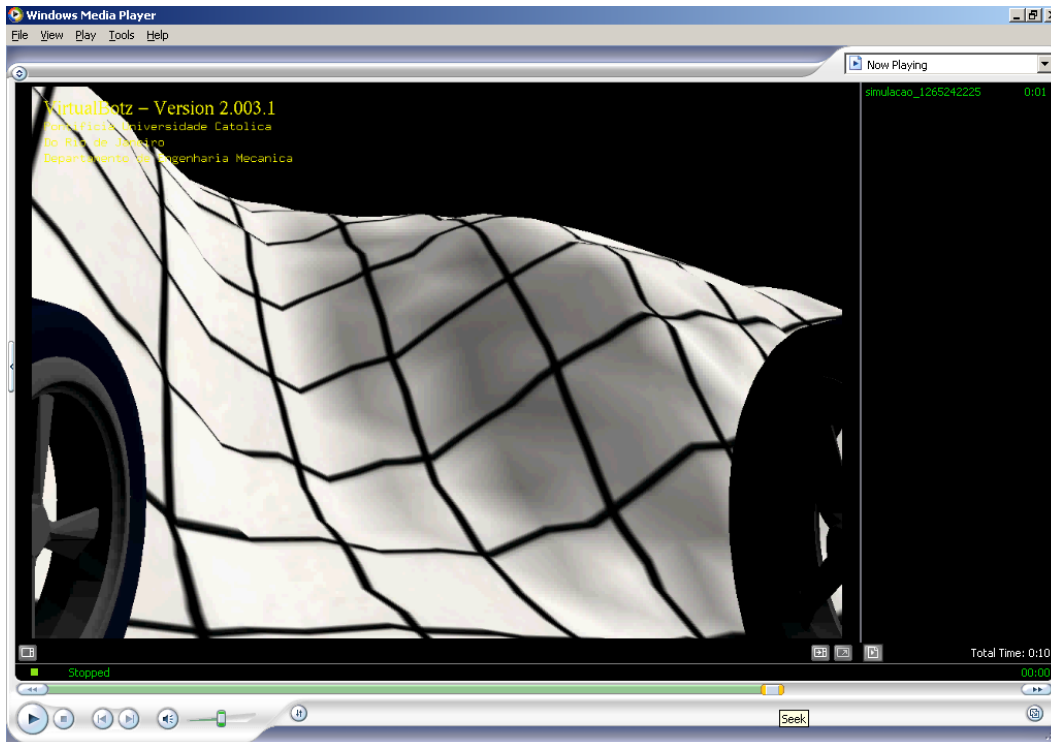 Windows Media Player
File View Play Tools Help
Now Playing
simulacao_1265242225 0:01
VirtualBotz – Version 2.003.1
Pontificia Universidade Catolica
Do Rio de Janeiro
Departamento de Engenharia Mecanica
Total Time: 0:10
Stopped 00:00
Seek